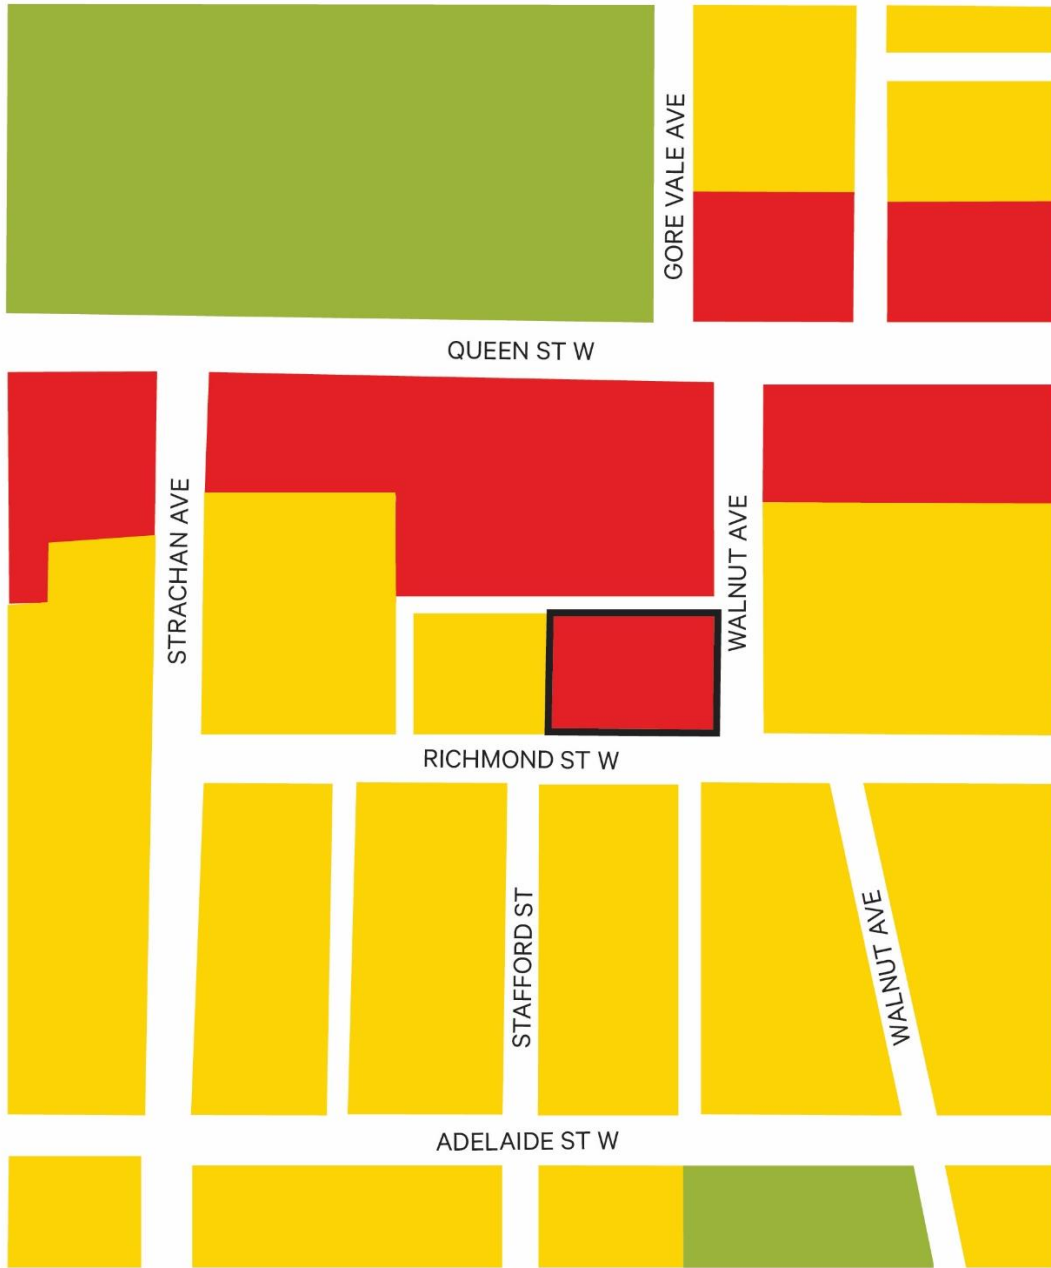 GORE VALE AVE
QUEEN ST W
STRACHAN AVE
WALNUT AVE
RICHMOND ST W
STAFFORD ST
WALNUT AVE
ADELAIDE ST W